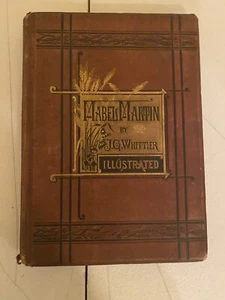 MABEL MARTIN
BY
J.G. WHITTIER
ILLUSTRATED